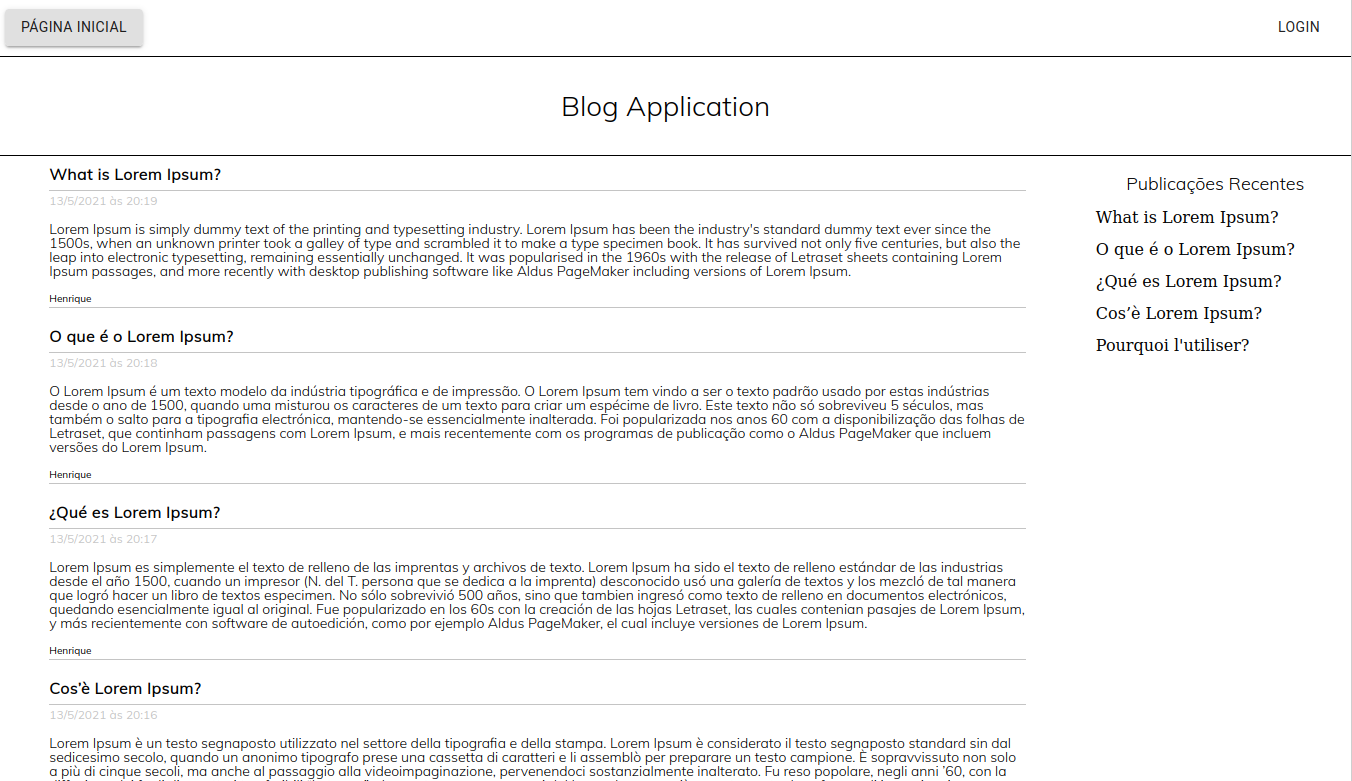 PÁGINA INICIAL
LOGIN
Blog Application
What is Lorem Ipsum?
13/5/2021 às 20:19
Lorem Ipsum is simply dummy text of the printing and typesetting industry. Lorem Ipsum has been the industry's standard dummy text ever since the
1500s, when an unknown printer took a galley of type and scrambled it to make a type specimen book. It has survived not only five centuries, but also the
leap into electronic typesetting, remaining essentially unchanged. It was popularised in the 1960s with the release of Letraset sheets containing Lorem
Ipsum passages, and more recently with desktop publishing software like Aldus PageMaker including versions of Lorem Ipsum.
Henrique
O que é o Lorem Ipsum?
13/5/2021 às 20:18
O Lorem Ipsum é um texto modelo da indústria tipográfica e de impressão. O Lorem Ipsum tem vindo a ser o texto padrão usado por estas indústrias
desde o ano de 1500, quando uma misturou os caracteres de um texto para criar um espécime de livro. Este texto não só sobreviveu 5 séculos, mas
também o salto para a tipografia electrónica, mantendo-se essencialmente inalterada. Foi popularizada nos anos 60 com a disponibilização das folhas de
Letraset, que continham passagens com Lorem Ipsum, e mais recentemente com os programas de publicação como o Aldus PageMaker que incluem
versões do Lorem Ipsum.
Henrique
¿Qué es Lorem Ipsum?
13/5/2021 às 20:17
Lorem Ipsum es simplemente el texto de relleno de las imprentas y archivos de texto. Lorem Ipsum ha sido el texto de relleno estándar de las industrias
desde el año 1500, cuando un impresor (N. del T. persona que se dedica a la imprenta) desconocido usó una galería de textos y los mezcló de tal manera
que logró hacer un libro de textos especimen. No sólo sobrevivió 500 años, sino que tambien ingresó como texto de relleno en documentos electrónicos,
quedando esencialmente igual al original. Fue popularizado en los 60s con la creación de las hojas Letraset, las cuales contenian pasajes de Lorem Ipsum,
y más recientemente con software de autoedición, como por ejemplo Aldus PageMaker, el cual incluye versiones de Lorem Ipsum.
Henrique
Cos’è Lorem Ipsum?
13/5/2021 às 20:16
Lorem Ipsum è un testo segnaposto utilizzato nel settore della tipografia e della stampa. Lorem Ipsum è considerato il testo segnaposto standard sin dal
sedicesimo secolo, quando un anonimo tipografo prese una cassetta di caratteri e li assemblò per preparare un testo campione. È sopravvissuto non solo
a più di cinque secoli, ma anche al passaggio alla videoimpaginazione, pervenendoci sostanzialmente inalterato. Fu reso popolare, negli anni ’60, con la
Publicações Recentes
What is Lorem Ipsum?
O que é o Lorem Ipsum?
¿Qué es Lorem Ipsum?
Cos’è Lorem Ipsum?
Pourquoi l'utiliser?